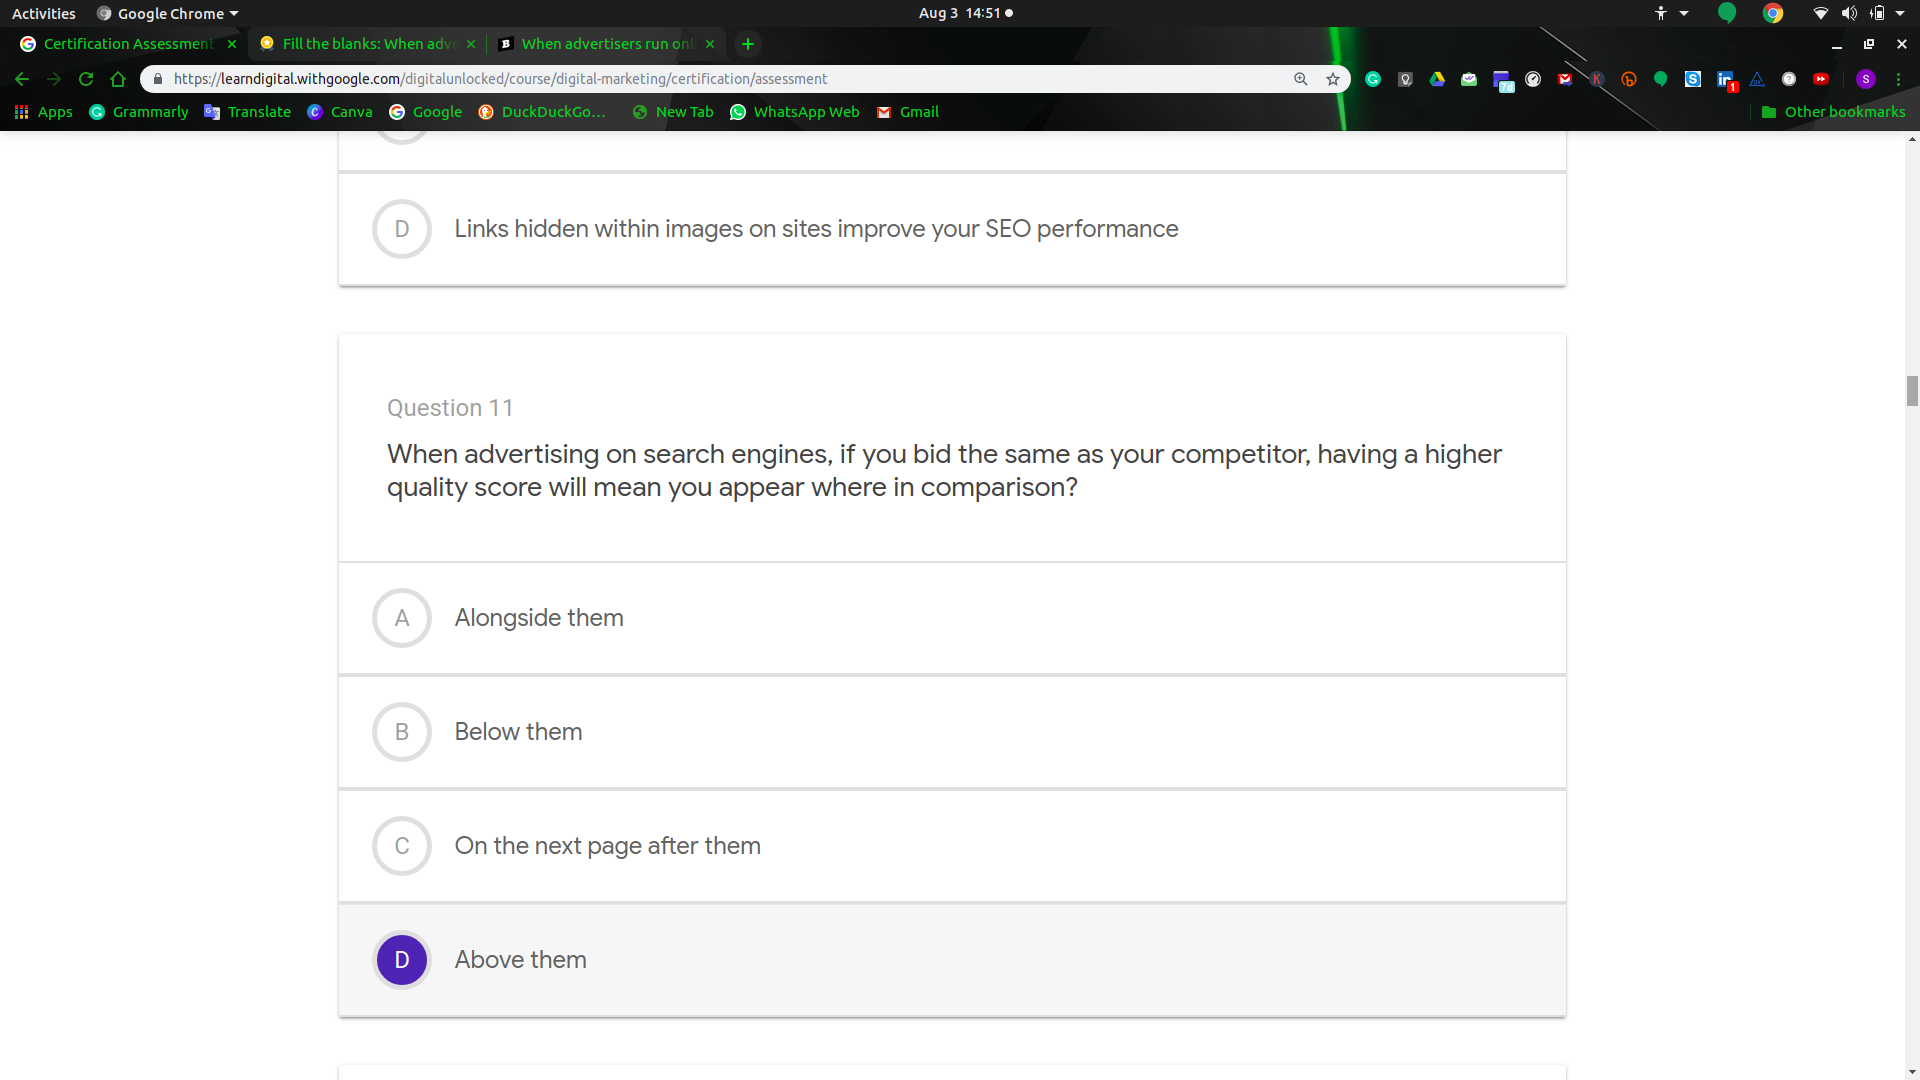 Activities
Google Chrome
Aug 3 14:51
Certification Assessment
Fill the blanks: When adve
When advertisers run onl
https://learndigital.withgoogle.com/digitalunlocked/course/digital-marketing/certification/assessment
7d
K
S
1
S
Apps
Grammarly
Translate
Canva
Google
DuckDuckGo...
New Tab
WhatsApp Web
Gmail
Other bookmarks
D Links hidden within images on sites improve your SEO performance
Question 11
When advertising on search engines, if you bid the same as your competitor, having a higher
quality score will mean you appear where in comparison?
A Alongside them
B Below them
C On the next page after them
D Above them